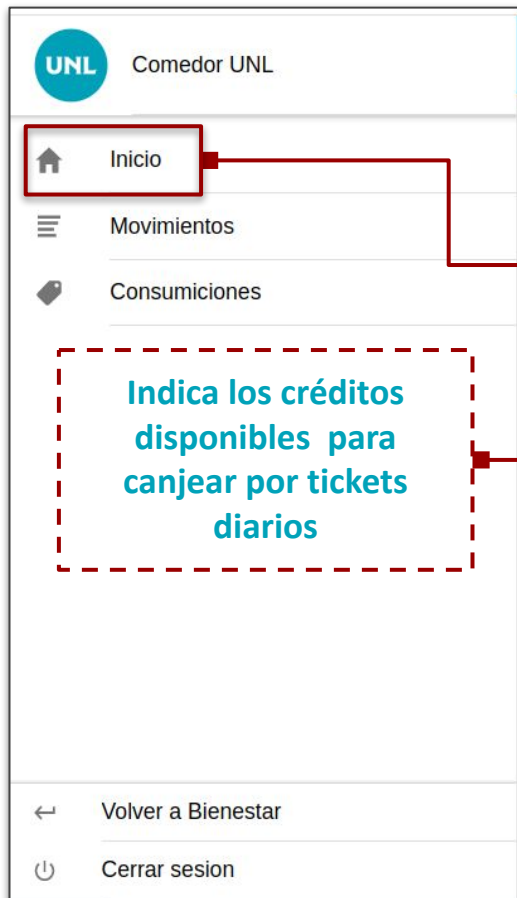 UNL
Comedor UNL
Inicio
Movimientos
Consumiciones
Indica los créditos
disponibles para
canjear por tickets
diarios
Volver a Bienestar
Cerrar sesion